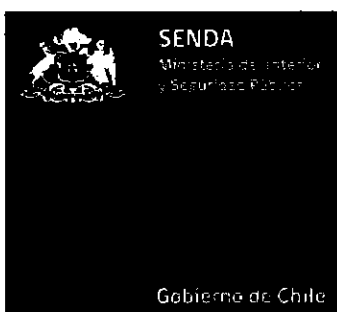 SENDA
Ministerio del Interior
y Seguridad Pública
Gobierno de Chile